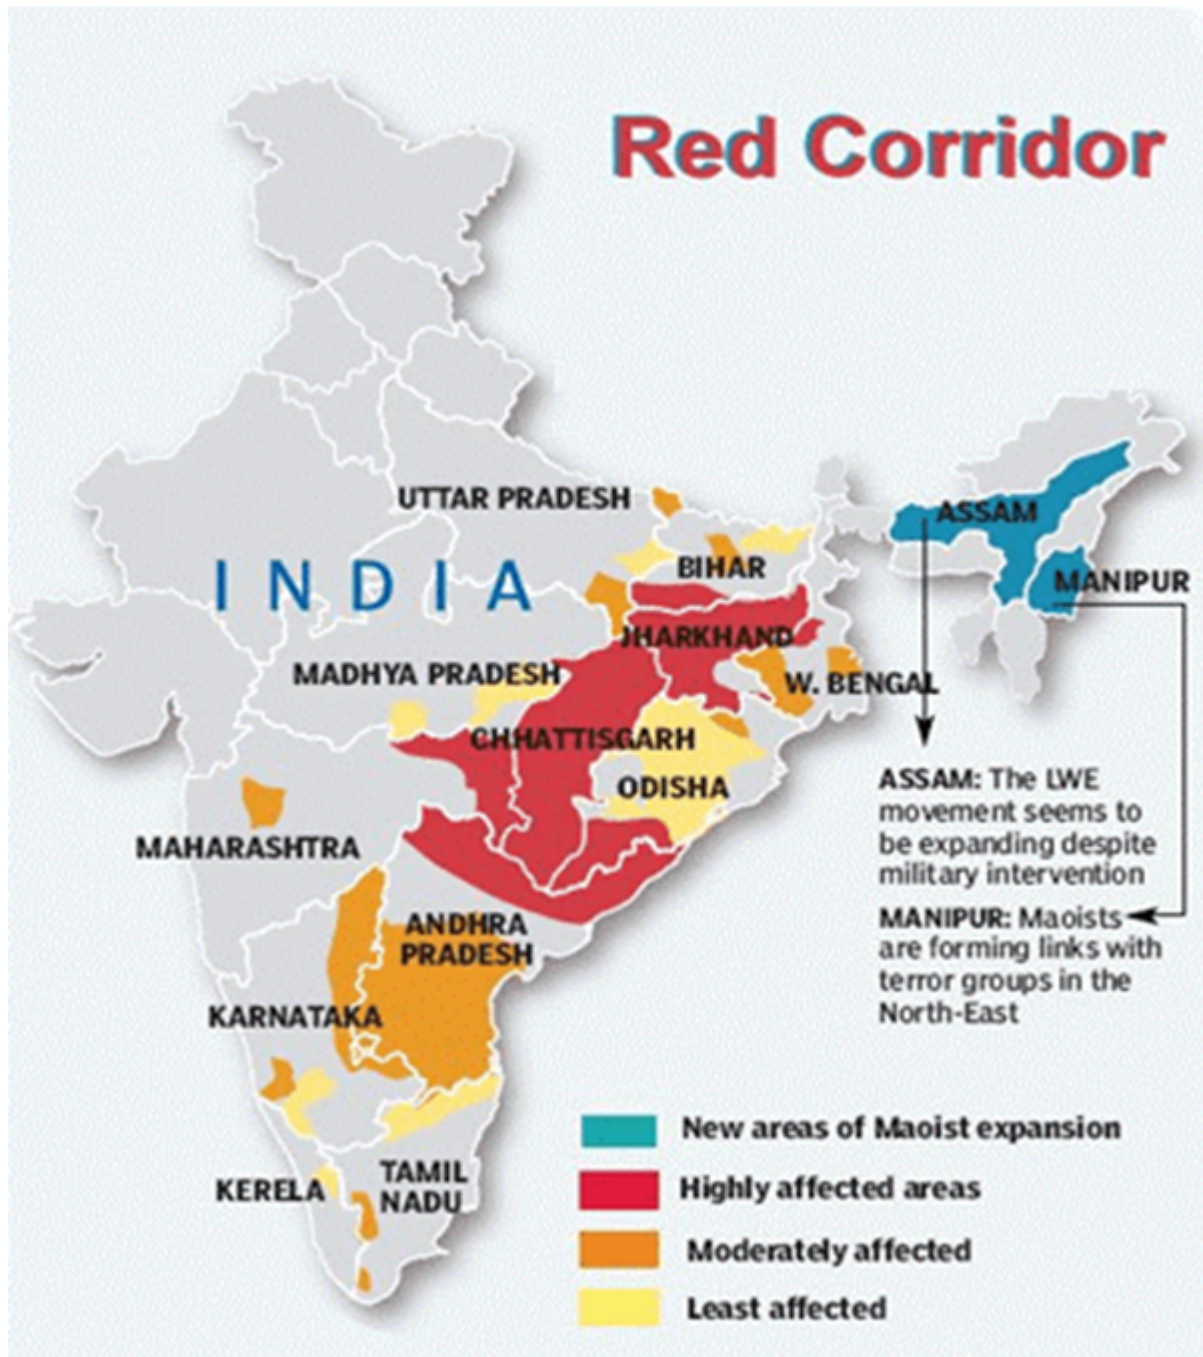 Red Corridor
UTTAR PRADESH
ASSAM
BIHAR
INDIA
MANIPUR
JHARKHAND
MADHYA PRADESH
W. BENGAL
CHHATTISGARH
ODISHA
MAHARASHTRA
ANDHRA
PRADESH
KARNATAKA
KERELA
TAMIL
NADU
ASSAM: The LWE
movement seems to
be expanding despite
military intervention
MANIPUR: Maoists
are forming links with
terror groups in the
North-East
New areas of Maoist expansion
Highly affected areas
Moderately affected
Least affected